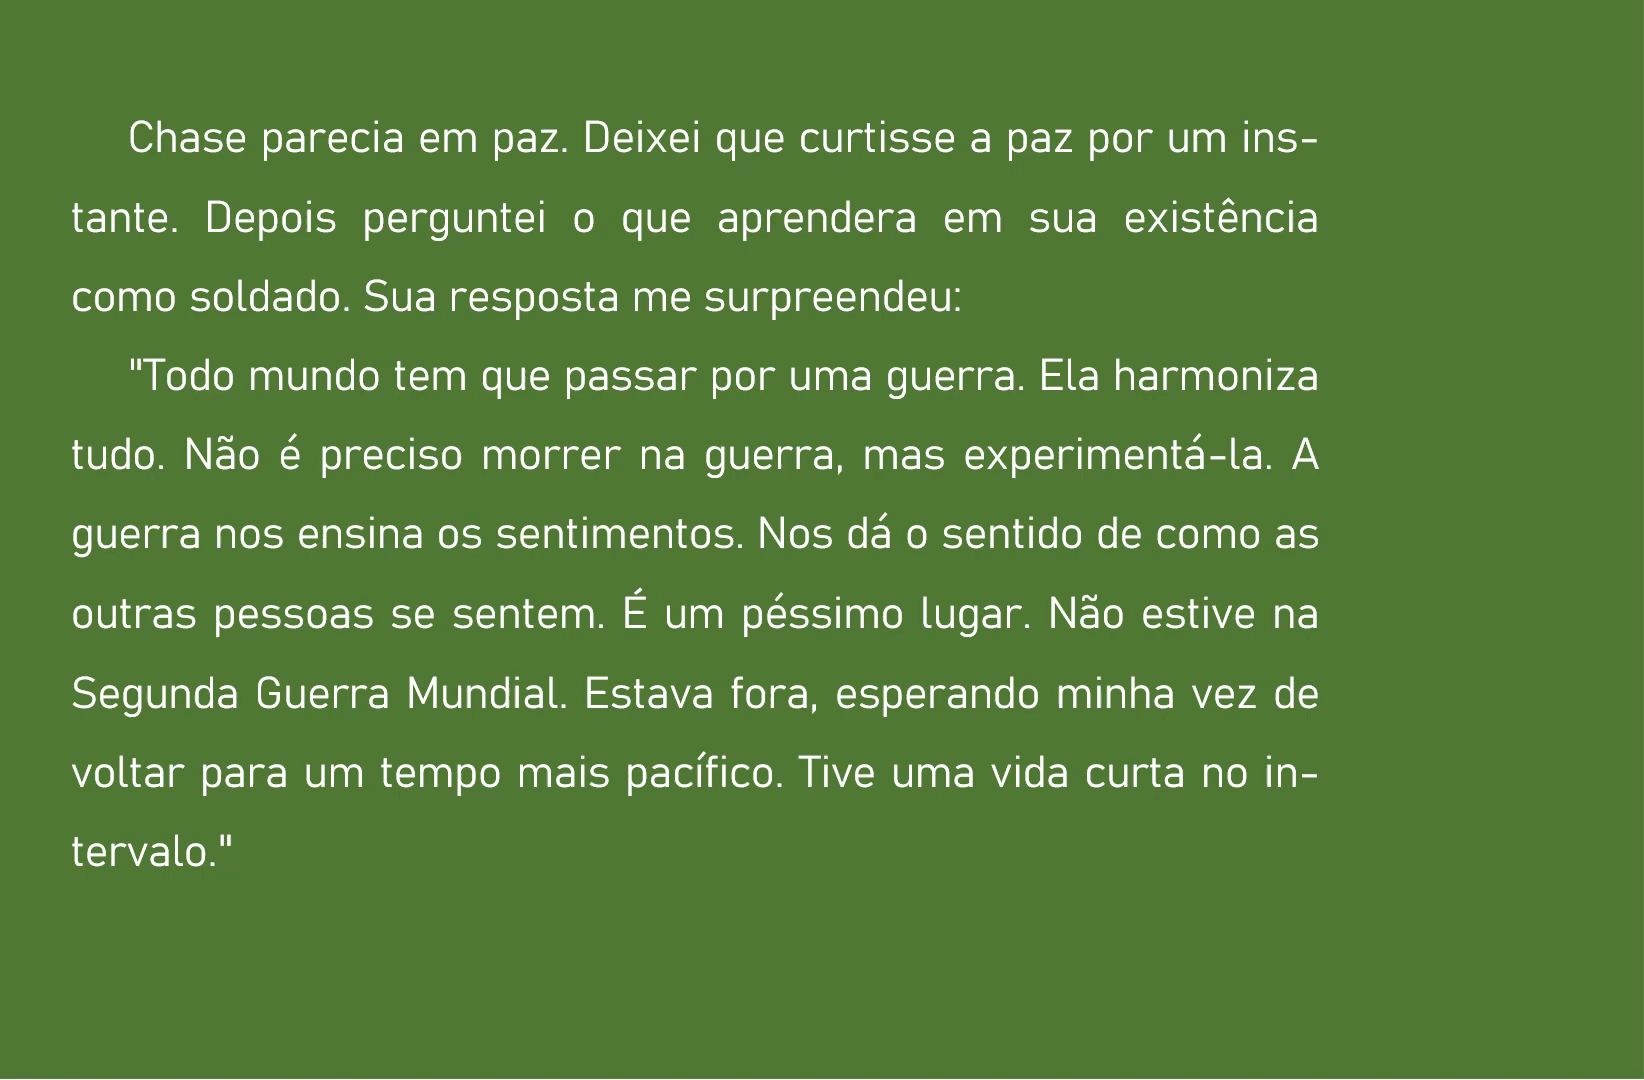 Chase parecia em paz. Deixei que curtisse a paz por um ins-
tante. Depois perguntei o que aprendera em sua existência
como soldado. Sua resposta me surpreendeu:
"Todo mundo tem que passar por uma guerra. Ela harmoniza
tudo. Não é preciso morrer na guerra, mas experimentá-la. A
guerra nos ensina os sentimentos. Nos dá o sentido de como as
outras pessoas se sentem. É um péssimo lugar. Não estive na
Segunda Guerra Mundial. Estava fora, esperando minha vez de
voltar para um tempo mais pacífico. Tive uma vida curta no in-
tervalo."